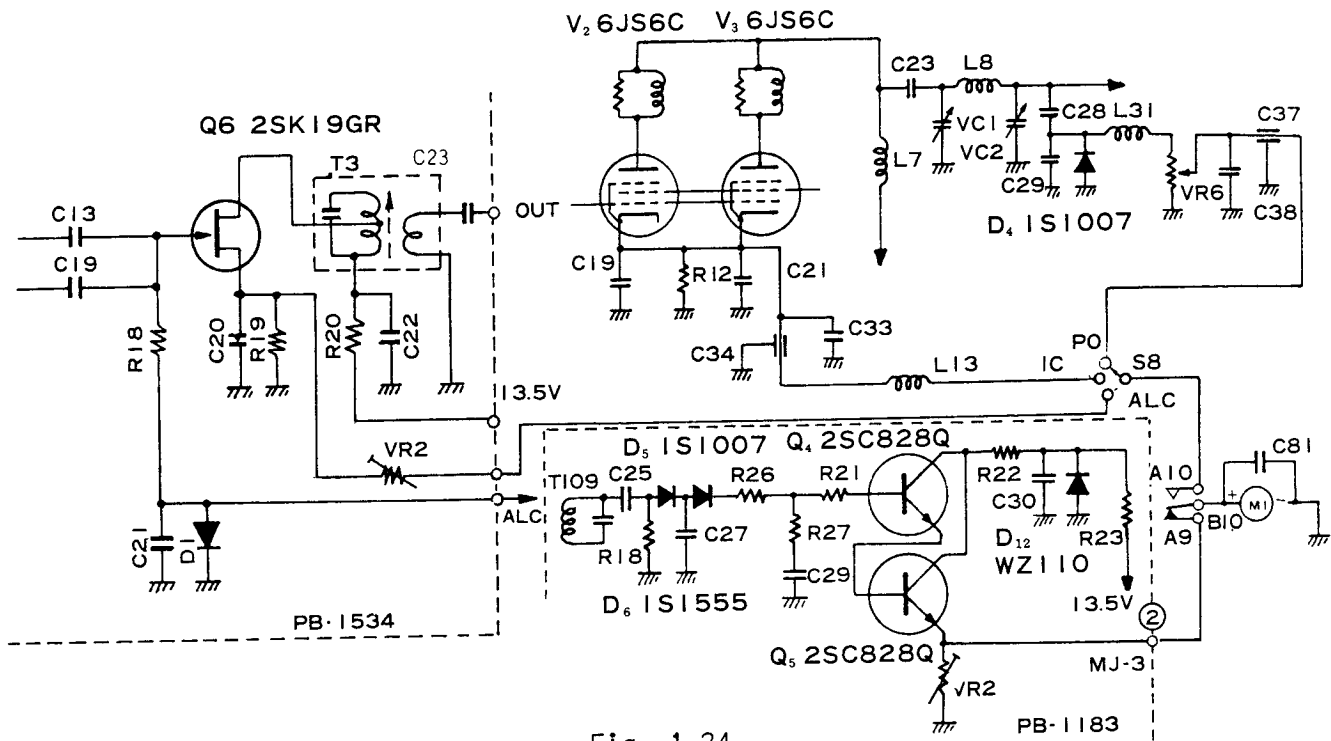 V2 6JS6C
V3 6JS6C
C23
L8
Q6 2SK19GR
T3
C23
VC1
VC2
C28
L31
C37
L7
C29
VR6
C38
OUT
D4 1S1007
C13
C19
C19
R12
C21
R18
C20
R19
R20
C22
C34
C33
L13
PO
IC
S8
ALC
13.5V
VR2
D5 1S1007
Q4 2SC828Q
T109
C25
R26
R21
R22
C30
A10
C81
+
M1
-
ALC
C21
D1
R18
C27
R27
C29
D12
WZ110
R23
A9
B10
D6 1S1555
13.5V
2
PB-1534
Q5 2SC828Q
MJ-3
VR2
PB-1183
Fig. 1-24